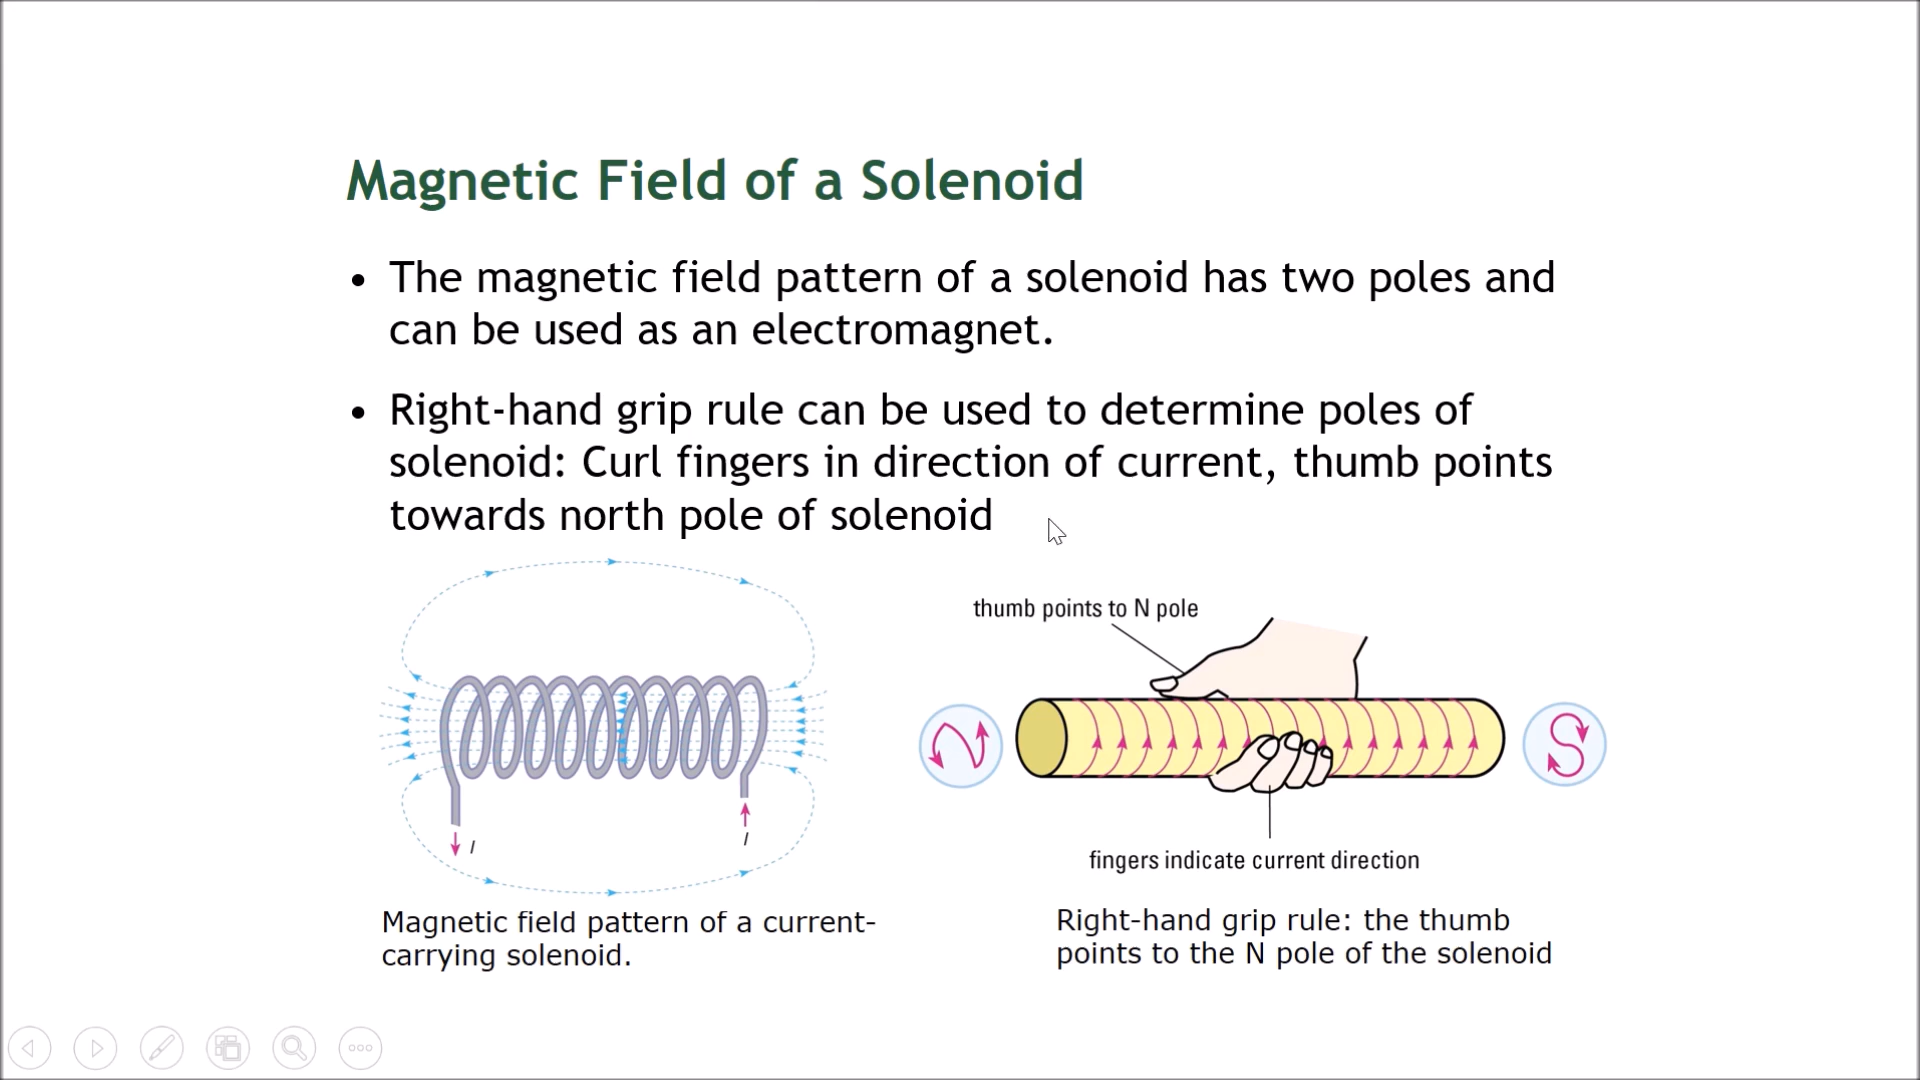 Magnetic Field of a Solenoid
• The magnetic field pattern of a solenoid has two poles and
can be used as an electromagnet.
• Right-hand grip rule can be used to determine poles of
solenoid: Curl fingers in direction of current, thumb points
towards north pole of solenoid
I
I
Magnetic field pattern of a current-
carrying solenoid.
thumb points to N pole
N
S
fingers indicate current direction
Right-hand grip rule: the thumb
points to the N pole of the solenoid